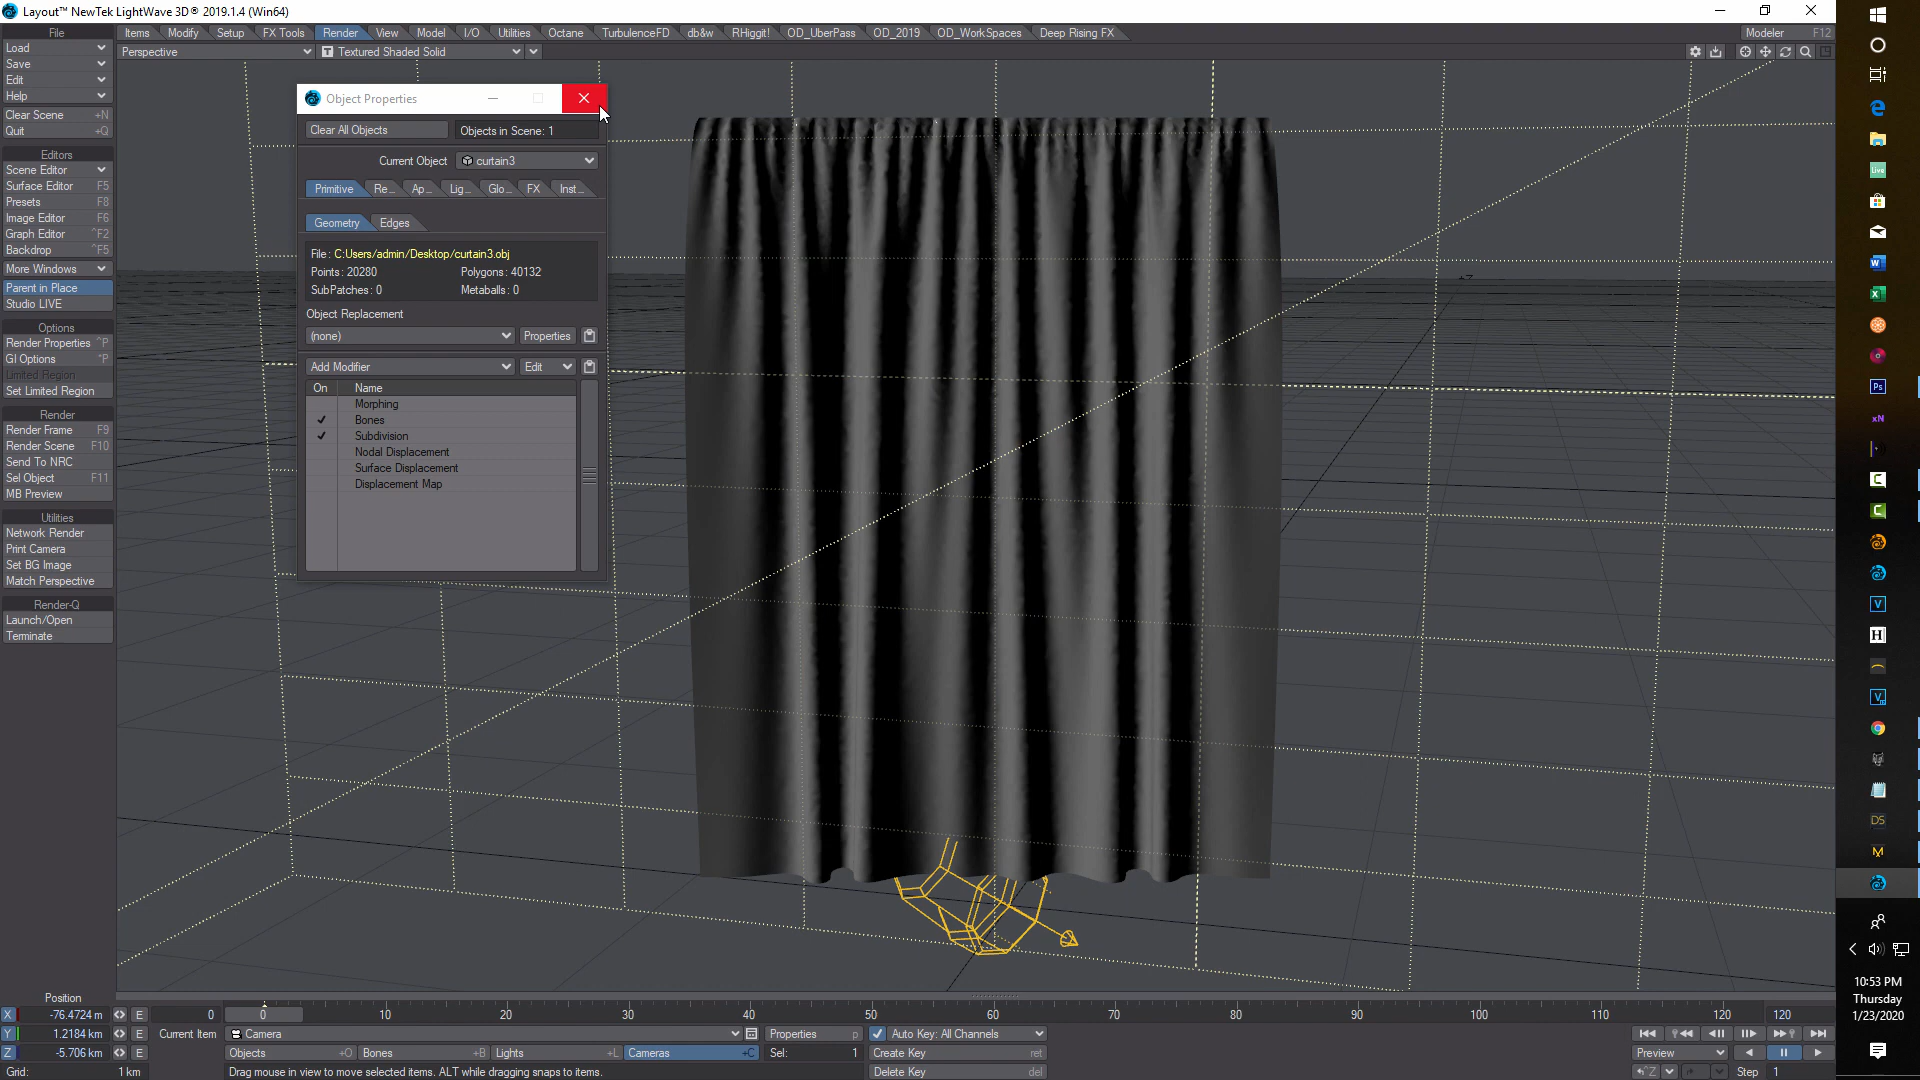 Layout™ NewTek LightWave 3D® 2019.1.4 (Win64)
File
Items
Modify
Setup
FX Tools
Render
View
Model
I/O
Utilities
Octane
TurbulenceFD
db&w
RHiggit!
OD_UberPass
OD_2019
OD_WorkSpaces
Deep Rising FX
Modeler F12
Perspective
Textured Shaded Solid
Load
Save
Edit
Help
Clear Scene +N
Quit +Q
Editors
Scene Editor
Surface Editor F5
Presets F8
Image Editor F6
Graph Editor ^F2
Backdrop ^F5
More Windows
Parent in Place
Studio LIVE
Options
Render Properties ^P
GI Options *P
Limited Region
Set Limited Region
Render
Render Frame F9
Render Scene F10
Send To NRC
Sel Object F11
MB Preview
Utilities
Network Render
Print Camera
Set BG Image
Match Perspective
Render-Q
Launch/Open
Terminate
Object Properties
Clear All Objects
Objects in Scene: 1
Current Object
curtain3
Primitive
Re...
Ap...
Lig...
Glo...
FX
Inst...
Geometry
Edges
File: C:Users/admin/Desktop/curtain3.obj
Points: 20280 Polygons: 40132
SubPatches: 0 Metaballs: 0
Object Replacement
(none)
Properties
Add Modifier
Edit
On Name
Morphing
Bones
Subdivision
Nodal Displacement
Surface Displacement
Displacement Map
+Z
Live
Ps
xN
V
H
DS
M
10:53 PM
Thursday
1/23/2020
Position
X -76.4724 m E
Y 1.2184 km E
Z -5.706 km E
Grid: 1 km
0 0 10 20 30 40 50 60 70 80 90 100 110 120 120
Current Item
Camera
Properties p
Auto Key: All Channels
Objects +O
Bones +B
Lights +L
Cameras +C
Sel: 1
Create Key ret
Drag mouse in view to move selected items. ALT while dragging snaps to items.
Delete Key del
Preview
^Z
Step 1